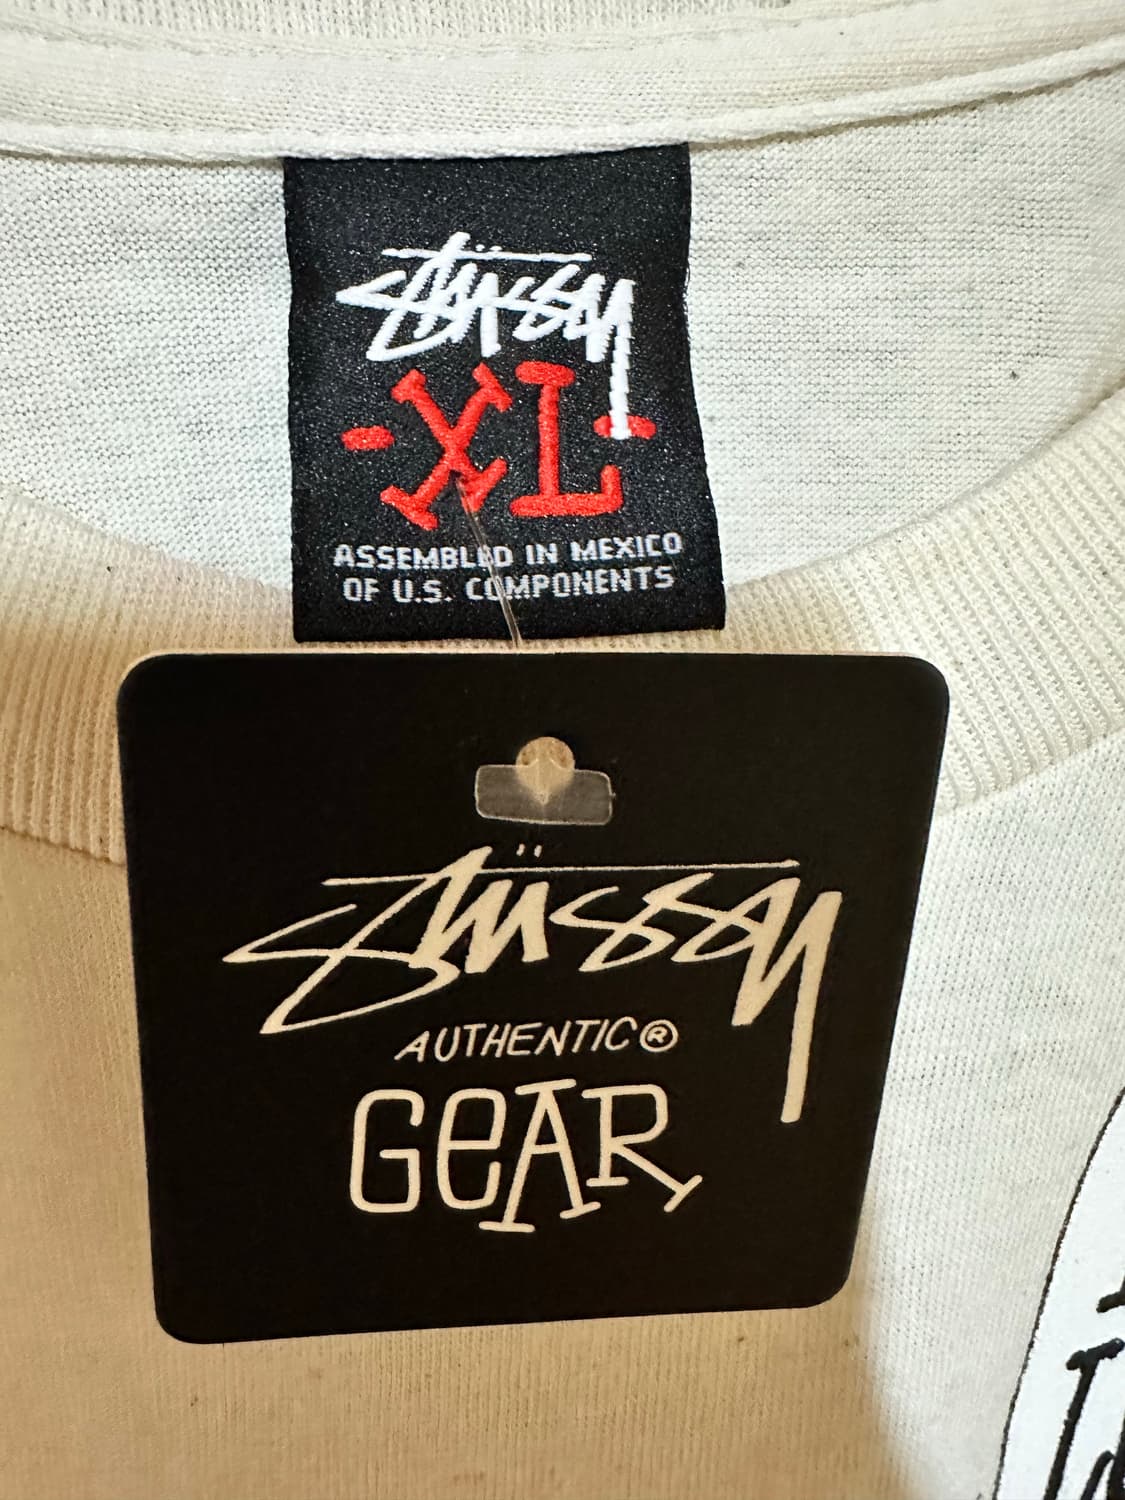 Stüssy
-XL-
ASSEMBLED IN MEXICO
OF U.S. COMPONENTS
Stüssy
AUTHENTIC®
GeAR